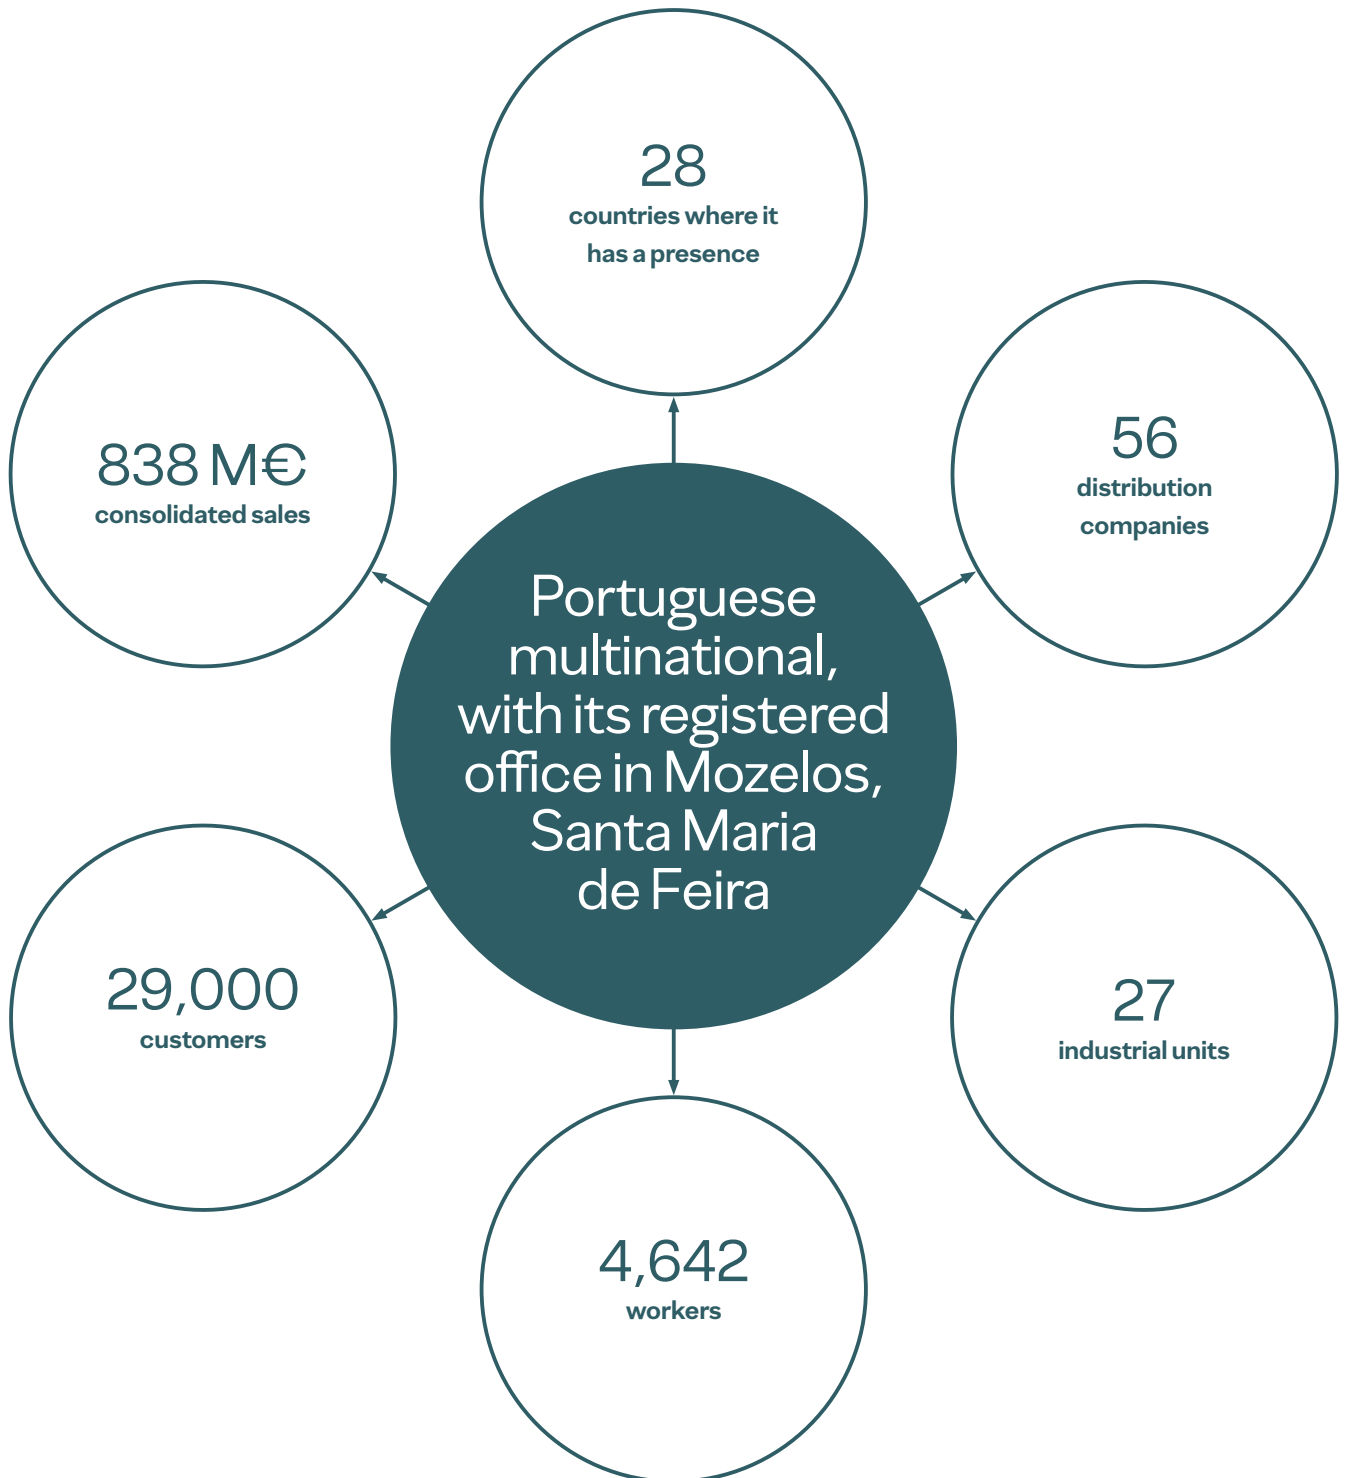 28
countries where it
has a presence
838 M€
consolidated sales
56
distribution
companies
Portuguese
multinational,
with its registered
office in Mozelos,
Santa Maria
de Feira
29,000
customers
27
industrial units
4,642
workers